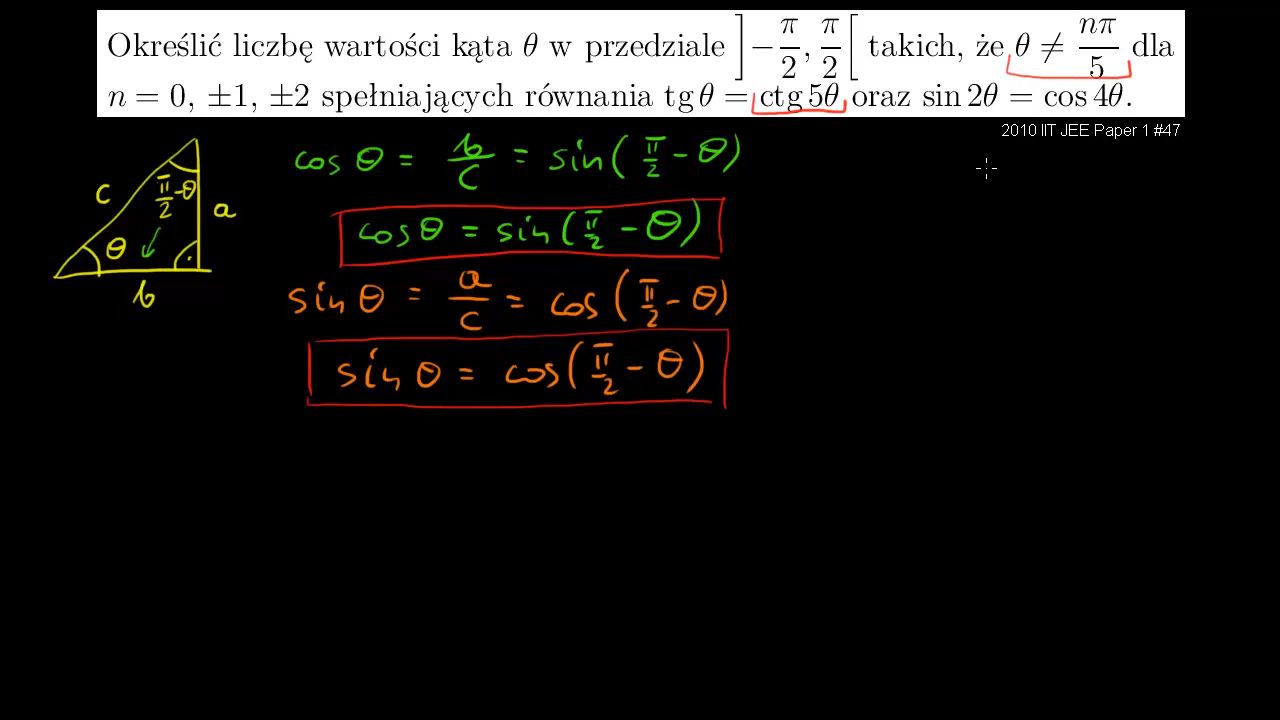 Określić liczbę wartości kąta θ w przedziale ]−π/2, π/2[ takich, że θ ≠ nπ/5 dla
n = 0, ±1, ±2 spełniających równania tg θ = ctg 5θ oraz sin 2θ = cos 4θ.
2010 IIT JEE Paper 1 #47
cos θ = b/c = sin(π/2 − θ)
c
π/2 − θ
a
θ
b
cos θ = sin(π/2 − θ)
sin θ = a/c = cos(π/2 − θ)
sin θ = cos(π/2 − θ)